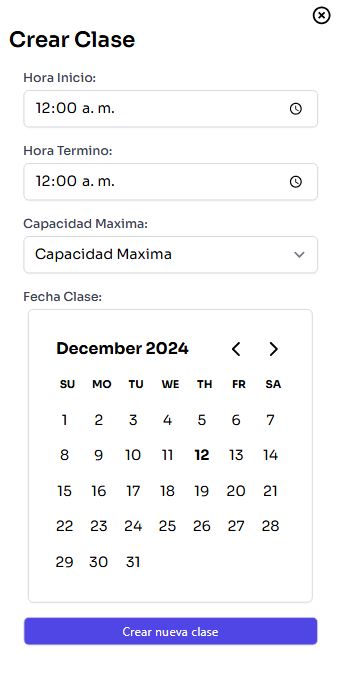 Crear Clase
Hora Inicio:
12:00 a. m.
Hora Termino:
12:00 a. m.
Capacidad Maxima:
Capacidad Maxima
Fecha Clase:
December 2024
SU MO TU WE TH FR SA
1 2 3 4 5 6 7
8 9 10 11 12 13 14
15 16 17 18 19 20 21
22 23 24 25 26 27 28
29 30 31
Crear nueva clase